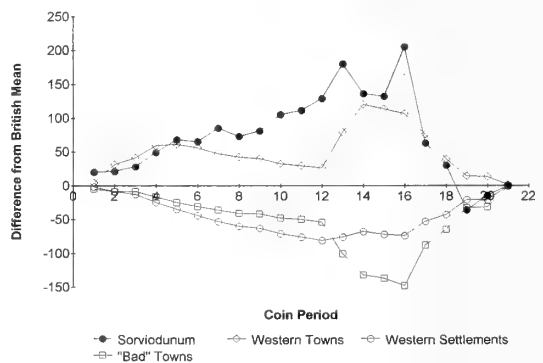 250
200
150
100
50
0
-50
-100
-150
0 2 4 6 8 10 12 14 16 18 20 22
Difference from British Mean
Coin Period
Sorviodunum Western Towns Western Settlements
"Bad" Towns